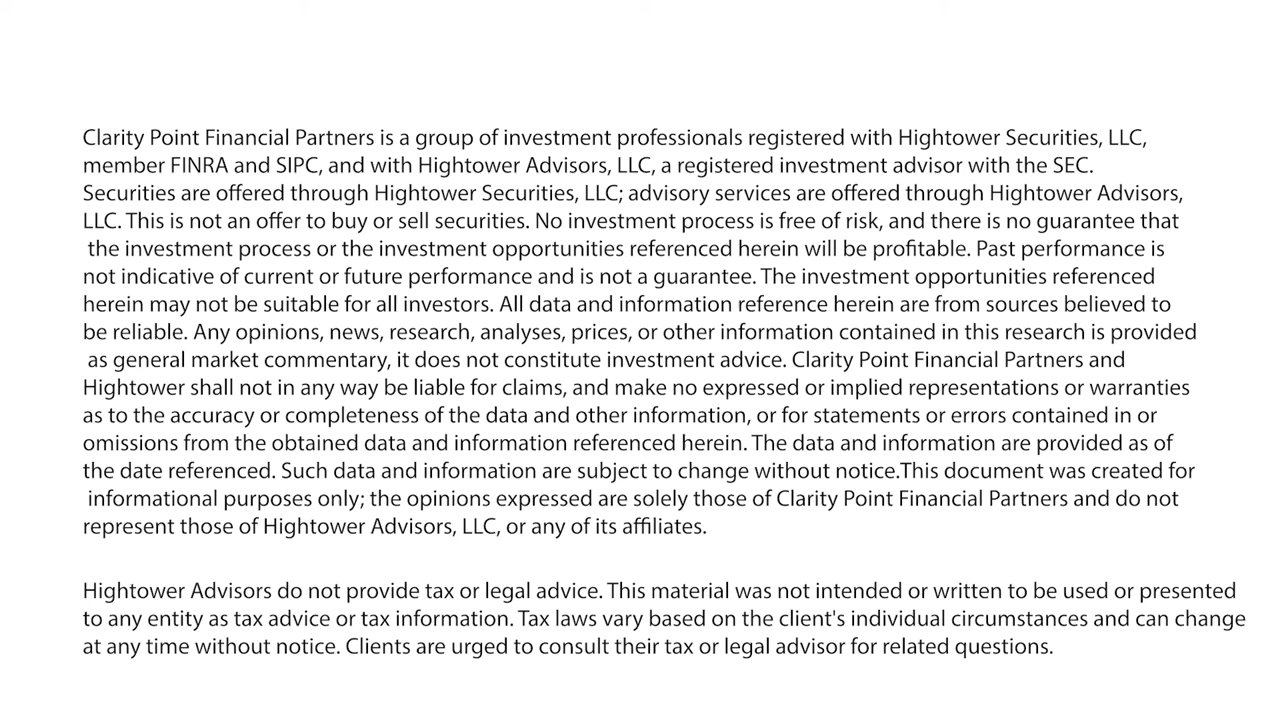 Clarity Point Financial Partners is a group of investment professionals registered with Hightower Securities, LLC,
member FINRA and SIPC, and with Hightower Advisors, LLC, a registered investment advisor with the SEC.
Securities are offered through Hightower Securities, LLC; advisory services are offered through Hightower Advisors,
LLC. This is not an offer to buy or sell securities. No investment process is free of risk, and there is no guarantee that
the investment process or the investment opportunities referenced herein will be profitable. Past performance is
not indicative of current or future performance and is not a guarantee. The investment opportunities referenced
herein may not be suitable for all investors. All data and information reference herein are from sources believed to
be reliable. Any opinions, news, research, analyses, prices, or other information contained in this research is provided
as general market commentary, it does not constitute investment advice. Clarity Point Financial Partners and
Hightower shall not in any way be liable for claims, and make no expressed or implied representations or warranties
as to the accuracy or completeness of the data and other information, or for statements or errors contained in or
omissions from the obtained data and information referenced herein. The data and information are provided as of
the date referenced. Such data and information are subject to change without notice.This document was created for
informational purposes only; the opinions expressed are solely those of Clarity Point Financial Partners and do not
represent those of Hightower Advisors, LLC, or any of its affiliates.
Hightower Advisors do not provide tax or legal advice. This material was not intended or written to be used or presented
to any entity as tax advice or tax information. Tax laws vary based on the client's individual circumstances and can change
at any time without notice. Clients are urged to consult their tax or legal advisor for related questions.